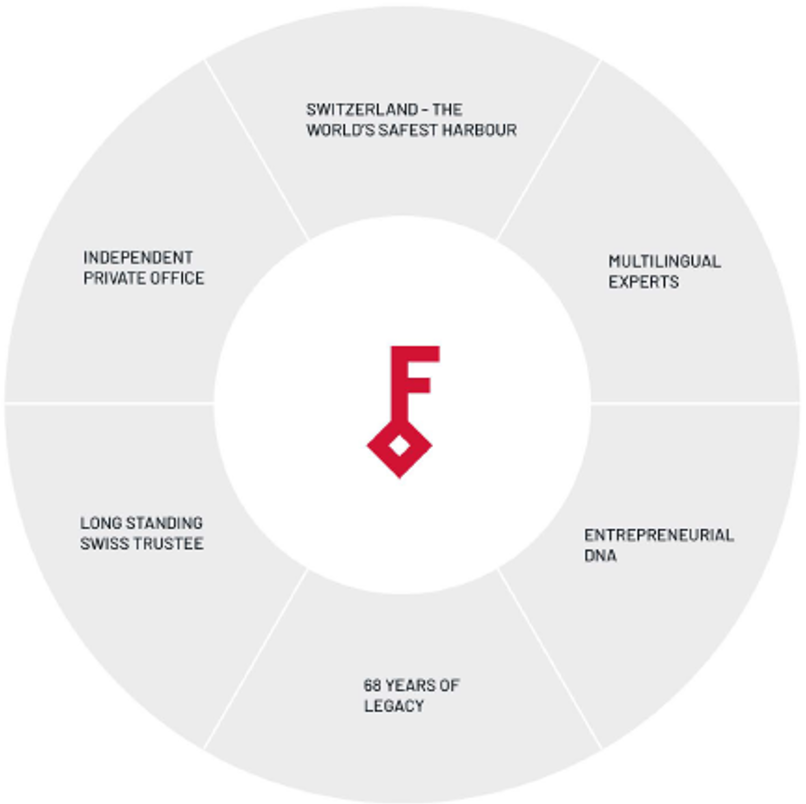 SWITZERLAND - THE
WORLD'S SAFEST HARBOUR
MULTILINGUAL
EXPERTS
ENTREPRENEURIAL
DNA
68 YEARS OF
LEGACY
LONG STANDING
SWISS TRUSTEE
INDEPENDENT
PRIVATE OFFICE